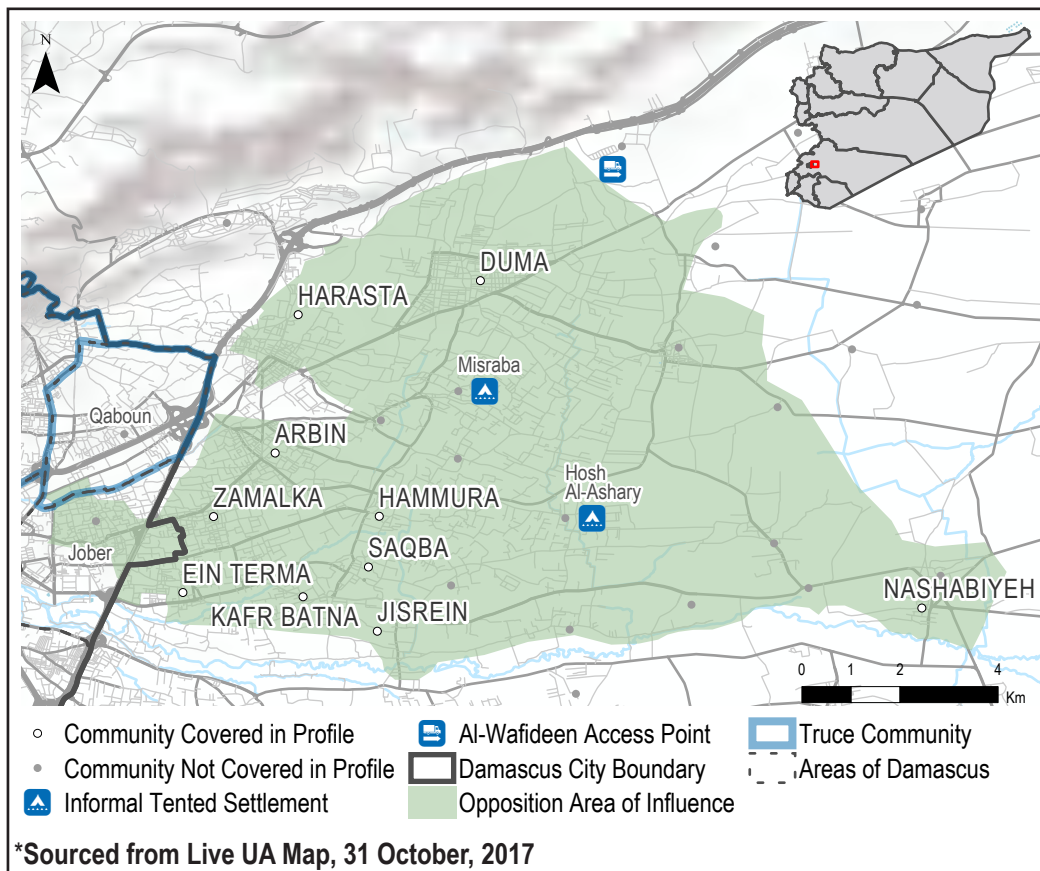 N
DUMA
HARASTA
Misraba
Qaboun
ARBIN
Hosh
Al-Ashary
ZAMALKA
HAMMURA
Jober
SAQBA
EIN TERMA
KAFR BATNA
JISREIN
NASHABIYEH
0 1 2 4
Km
Community Covered in Profile
Al-Wafideen Access Point
Truce Community
Community Not Covered in Profile
Damascus City Boundary
Areas of Damascus
Informal Tented Settlement
Opposition Area of Influence
*Sourced from Live UA Map, 31 October, 2017